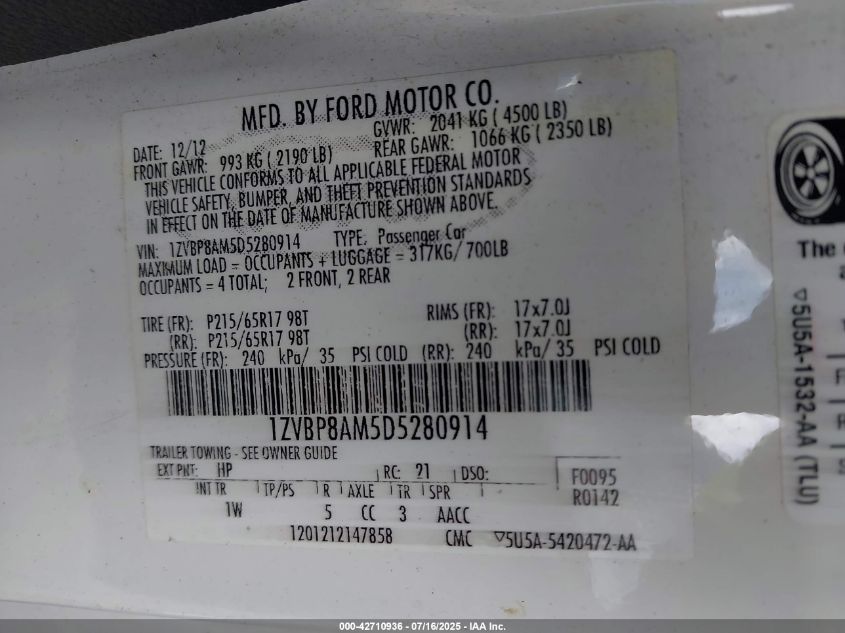 MFD. BY FORD MOTOR CO.
DATE: 12/12 GVWR: 2041 KG ( 4500 LB)
FRONT GAWR: 993 KG ( 2190 LB) REAR GAWR: 1066 KG ( 2350 LB)
THIS VEHICLE CONFORMS TO ALL APPLICABLE FEDERAL MOTOR
VEHICLE SAFETY, BUMPER, AND THEFT PREVENTION STANDARDS
IN EFFECT ON THE DATE OF MANUFACTURE SHOWN ABOVE.
VIN: 1ZVBP8AM5D5280914 TYPE: Passenger Car
MAXIMUM LOAD = OCCUPANTS + LUGGAGE = 317KG/ 700LB
OCCUPANTS = 4 TOTAL; 2 FRONT, 2 REAR
TIRE (FR): P215/65R17 98T RIMS (FR): 17x7.0J
(RR): P215/65R17 98T (RR): 17x7.0J
PRESSURE (FR): 240 kPa/ 35 PSI COLD (RR): 240 kPa/ 35 PSI COLD
1ZVBP8AM5D5280914
TRAILER TOWING - SEE OWNER GUIDE
EXT PNT: HP RC: 21 DSO: F0095
INT TR TP/PS R AXLE TR SPR R0142
1W 5 CC 3 AACC
1201212147858 CMC ▽5U5A-5420472-AA
The
▽5U5A-1532-AA (TLU)
000-42710936 - 07/16/2025 - IAA Inc.